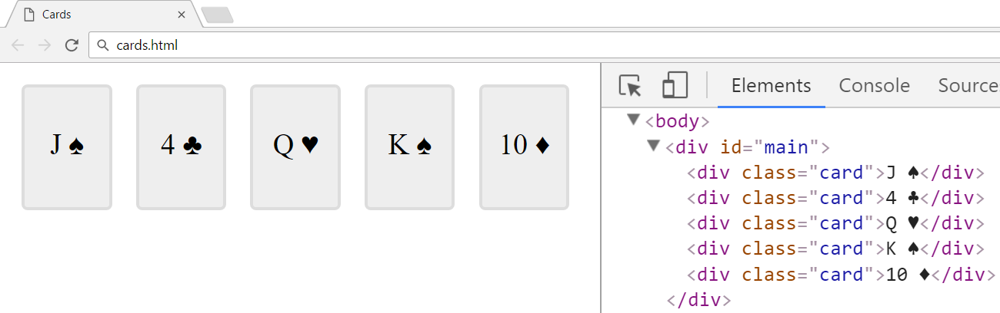 Cards
cards.html
J ♠ 4 ♣ Q ♥ K ♠ 10 ♦
Elements Console Source
<body>
<div id="main">
<div class="card">J ♠</div>
<div class="card">4 ♣</div>
<div class="card">Q ♥</div>
<div class="card">K ♠</div>
<div class="card">10 ♦</div>
</div>